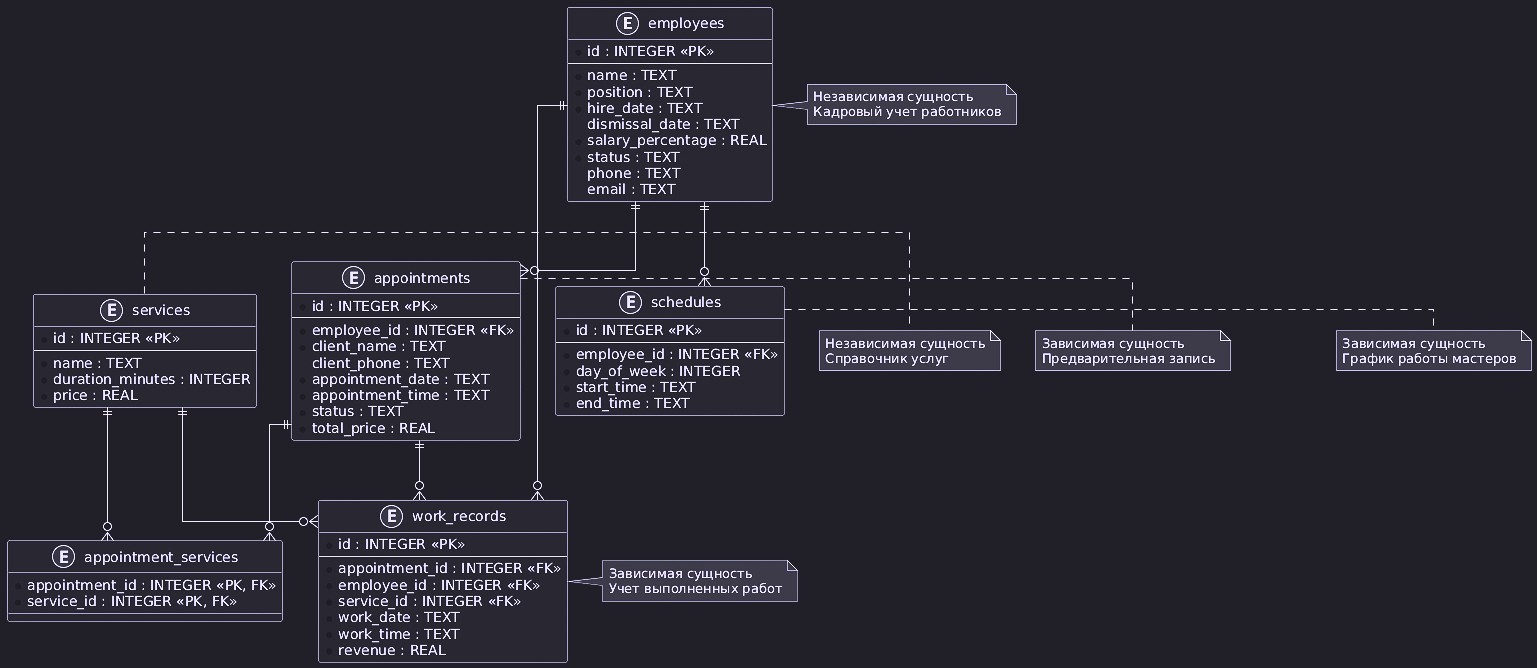 E employees
id : INTEGER «PK»
name : TEXT
position : TEXT
hire_date : TEXT
dismissal_date : TEXT
salary_percentage : REAL
status : TEXT
phone : TEXT
email : TEXT
Независимая сущность
Кадровый учет работников
E services
id : INTEGER «PK»
name : TEXT
duration_minutes : INTEGER
price : REAL
E appointments
id : INTEGER «PK»
employee_id : INTEGER «FK»
client_name : TEXT
client_phone : TEXT
appointment_date : TEXT
appointment_time : TEXT
status : TEXT
total_price : REAL
E schedules
id : INTEGER «PK»
employee_id : INTEGER «FK»
day_of_week : INTEGER
start_time : TEXT
end_time : TEXT
Независимая сущность
Справочник услуг
Зависимая сущность
Предварительная запись
Зависимая сущность
График работы мастеров
E appointment_services
appointment_id : INTEGER «PK, FK»
service_id : INTEGER «PK, FK»
E work_records
id : INTEGER «PK»
appointment_id : INTEGER «FK»
employee_id : INTEGER «FK»
service_id : INTEGER «FK»
work_date : TEXT
work_time : TEXT
revenue : REAL
Зависимая сущность
Учет выполненных работ